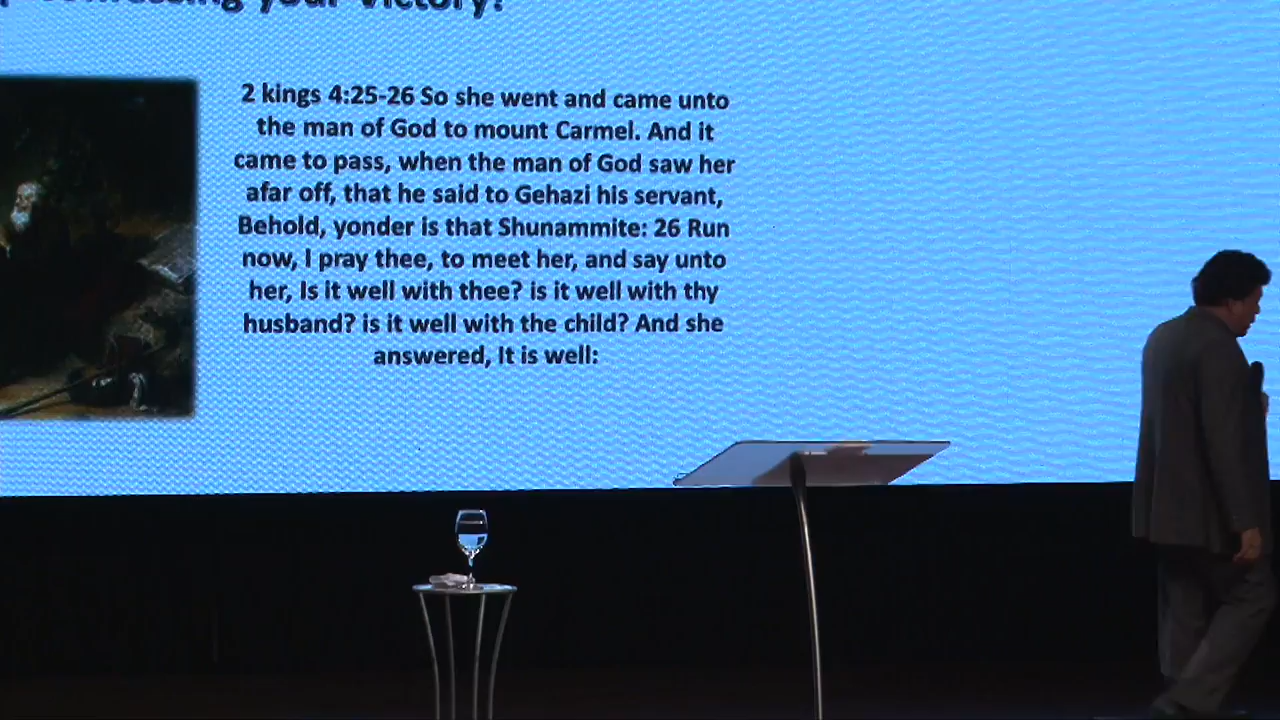 your Victory!
2 kings 4:25-26 So she went and came unto
the man of God to mount Carmel. And it
came to pass, when the man of God saw her
afar off, that he said to Gehazi his servant,
Behold, yonder is that Shunammite: 26 Run
now, I pray thee, to meet her, and say unto
her, Is it well with thee? is it well with thy
husband? is it well with the child? And she
answered, It is well: